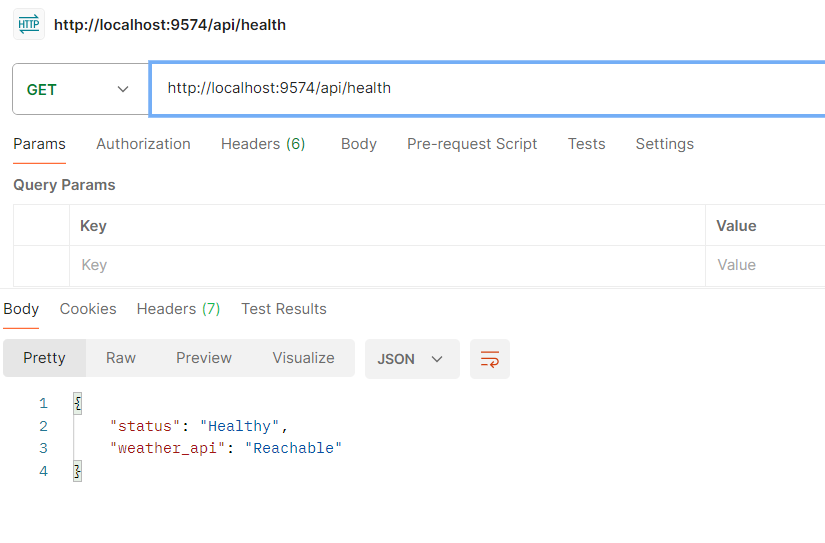 HTTP http://localhost:9574/api/health
GET http://localhost:9574/api/health
Params Authorization Headers (6) Body Pre-request Script Tests Settings
Query Params
Key Value
Key Value
Body Cookies Headers (7) Test Results
Pretty Raw Preview Visualize JSON
1 {
2 "status": "Healthy",
3 "weather_api": "Reachable"
4 }